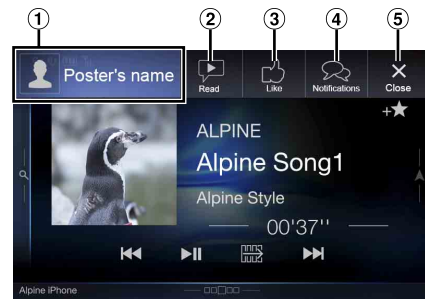 1 2 3 4 5
Poster's name
Read
Like
Notifications
Close
ALPINE
Alpine Song1
Alpine Style
00'37''
Alpine iPhone